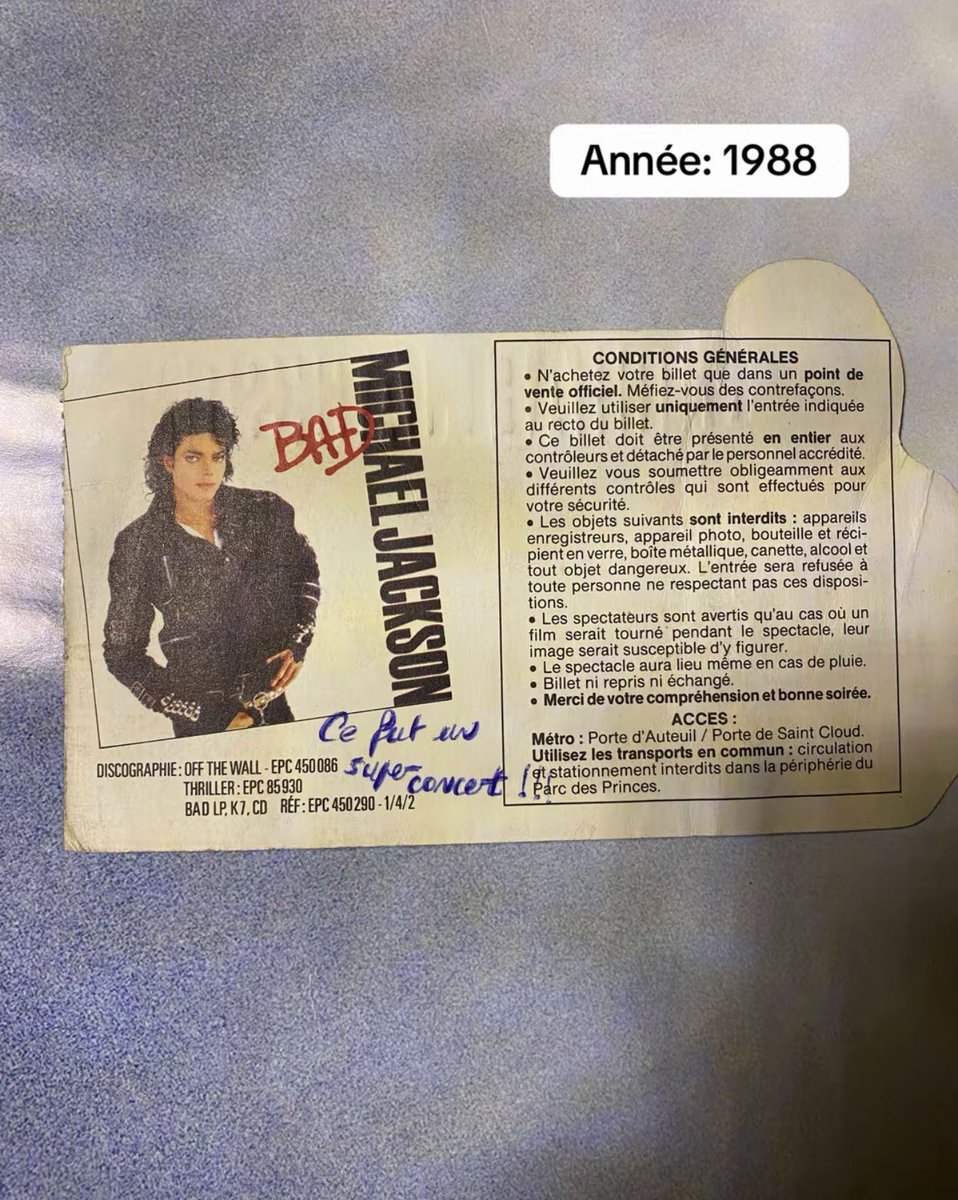 Année: 1988
BAD
MICHAEL JACKSON
Ce fut un
super concert !!
DISCOGRAPHIE : OFF THE WALL - EPC 450086
THRILLER : EPC 85930
BAD LP, K7, CD RÉF : EPC 450290 - 1/4/2
CONDITIONS GÉNÉRALES
• N'achetez votre billet que dans un point de
vente officiel. Méfiez-vous des contrefaçons.
• Veuillez utiliser uniquement l'entrée indiquée
au recto du billet.
• Ce billet doit être présenté en entier aux
contrôleurs et détaché par le personnel accrédité.
• Veuillez vous soumettre obligeamment aux
différents contrôles qui sont effectués pour
votre sécurité.
• Les objets suivants sont interdits : appareils
enregistreurs, appareil photo, bouteille et réci-
pient en verre, boîte métallique, canette, alcool et
tout objet dangereux. L'entrée sera refusée à
toute personne ne respectant pas ces disposi-
tions.
• Les spectateurs sont avertis qu'au cas où un
film serait tourné pendant le spectacle, leur
image serait susceptible d'y figurer.
• Le spectacle aura lieu même en cas de pluie.
• Billet ni repris ni échangé.
• Merci de votre compréhension et bonne soirée.
ACCES :
Métro : Porte d'Auteuil / Porte de Saint Cloud.
Utilisez les transports en commun : circulation
et stationnement interdits dans la périphérie du
Parc des Princes.